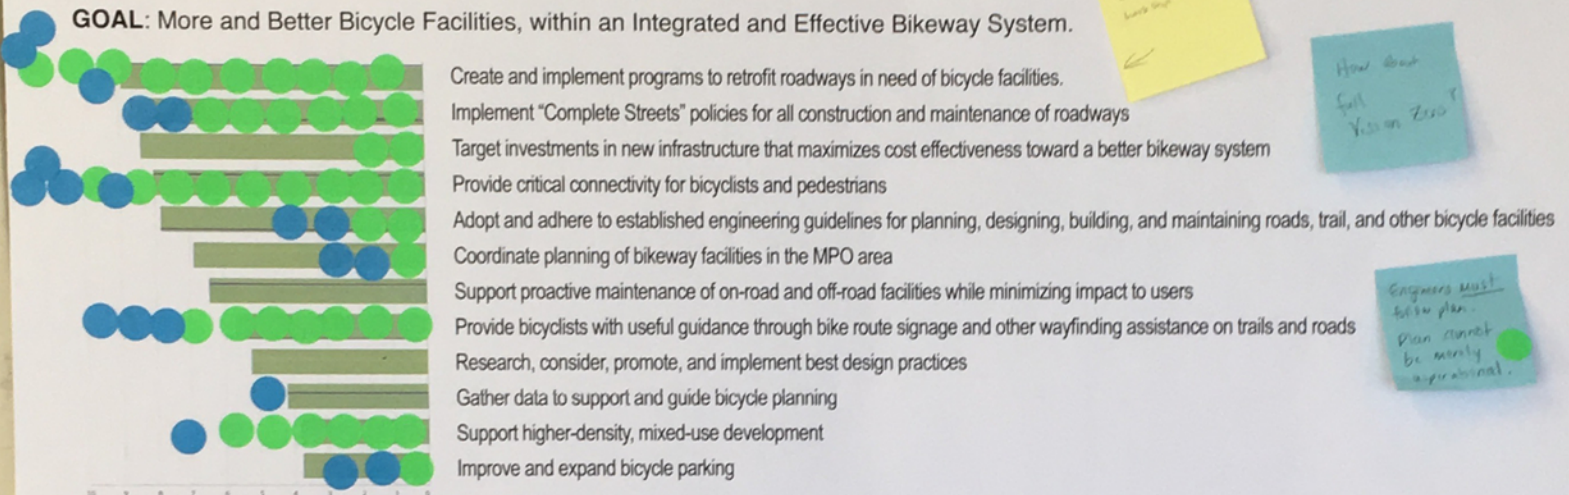 GOAL: More and Better Bicycle Facilities, within an Integrated and Effective Bikeway System.
Create and implement programs to retrofit roadways in need of bicycle facilities.
Implement “Complete Streets” policies for all construction and maintenance of roadways
Target investments in new infrastructure that maximizes cost effectiveness toward a better bikeway system
Provide critical connectivity for bicyclists and pedestrians
Adopt and adhere to established engineering guidelines for planning, designing, building, and maintaining roads, trail, and other bicycle facilities
Coordinate planning of bikeway facilities in the MPO area
Support proactive maintenance of on-road and off-road facilities while minimizing impact to users
Provide bicyclists with useful guidance through bike route signage and other wayfinding assistance on trails and roads
Research, consider, promote, and implement best design practices
Gather data to support and guide bicycle planning
Support higher-density, mixed-use development
Improve and expand bicycle parking
How about
full
Vision Zero?
Engineers must
follow plan.
Plan cannot
be merely
aspirational.